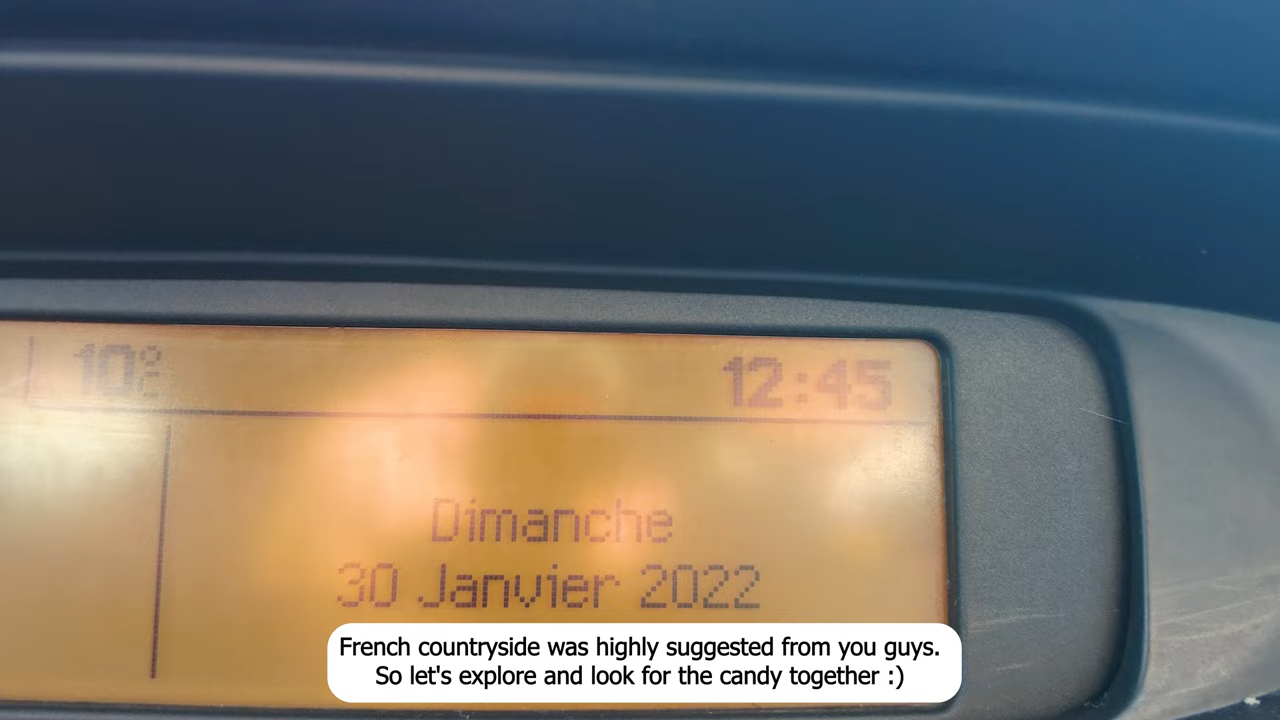 10°C 12:45
Dimanche
30 Janvier 2022
French countryside was highly suggested from you guys.
So let's explore and look for the candy together :)